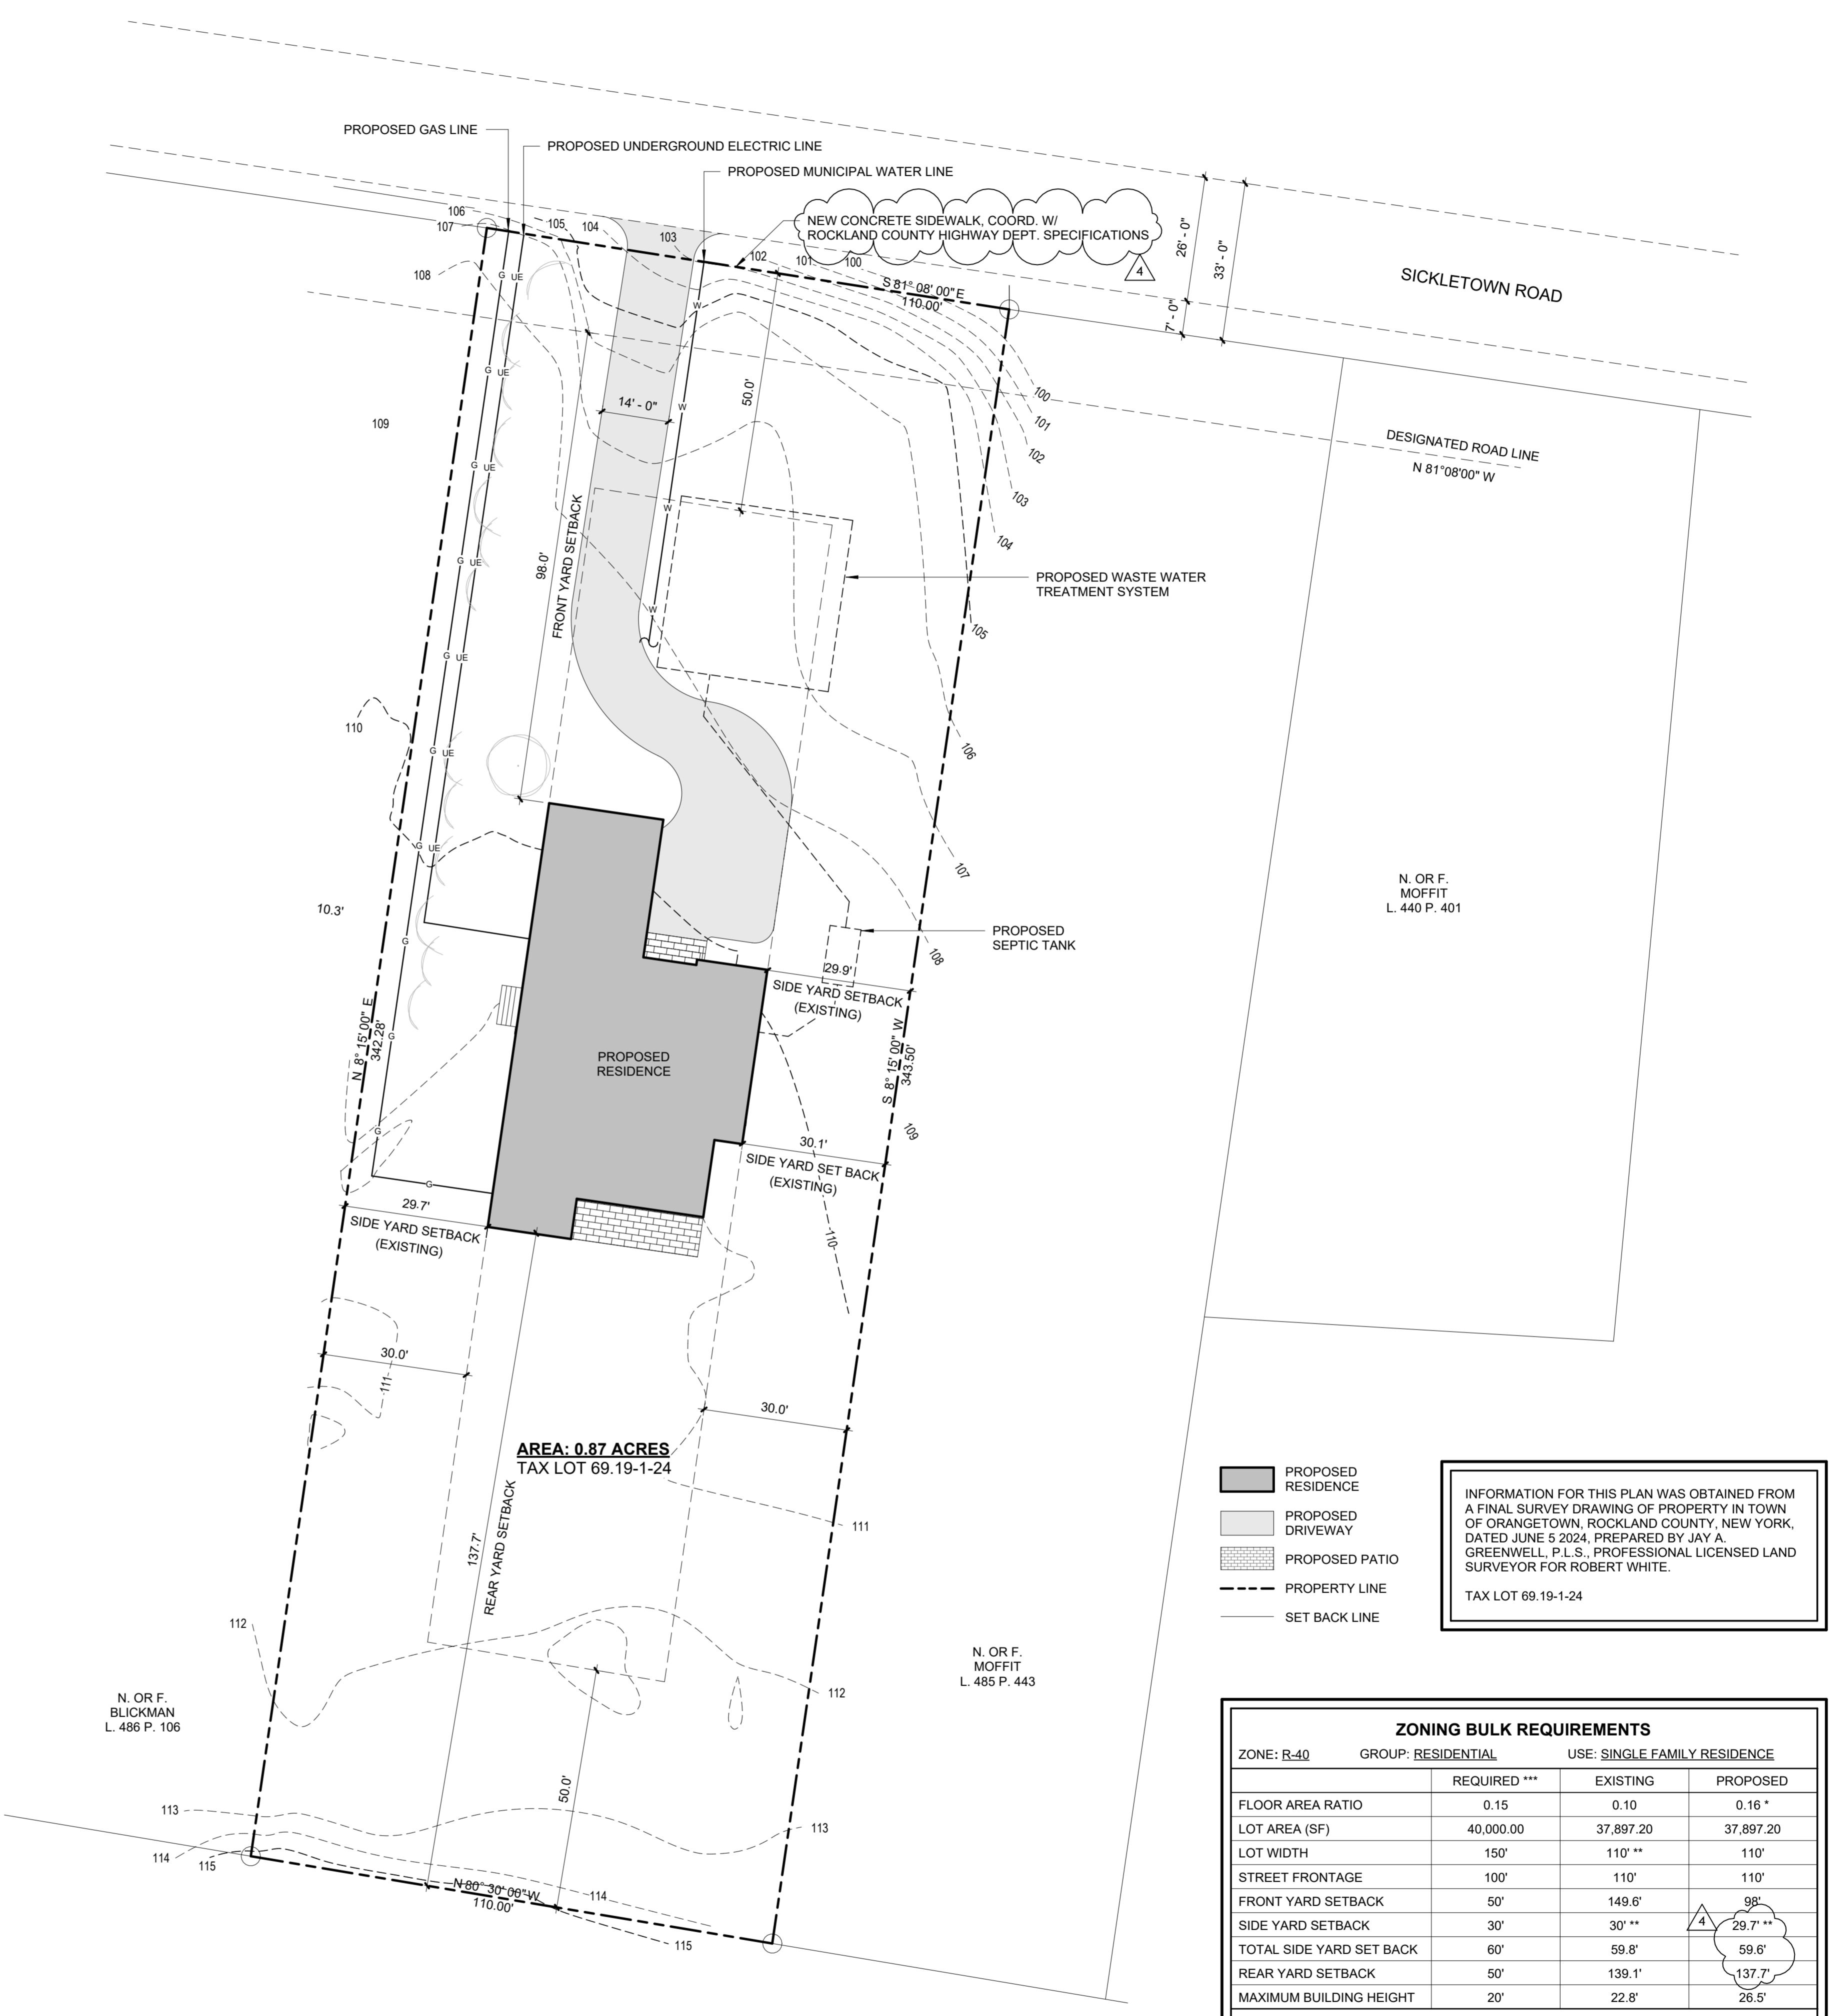 PROPOSED GAS LINE
PROPOSED UNDERGROUND ELECTRIC LINE
PROPOSED MUNICIPAL WATER LINE
NEW CONCRETE SIDEWALK, COORD. W/
ROCKLAND COUNTY HIGHWAY DEPT. SPECIFICATIONS
4
26' - 0"
33' - 0"
7' - 0"
SICKLETOWN ROAD
106
107
105
104
103
102
101
100
108
S 81° 08' 00" E
110.00'
G UE
W
G UE
50.0'
14' - 0"
W
100
101
102
103
104
105
106
107
108
109
DESIGNATED ROAD LINE
N 81°08'00" W
109
G UE
W
98.0'
FRONT YARD SETBACK
G UE
W
PROPOSED WASTE WATER
TREATMENT SYSTEM
G UE
110
G UE
G UE
10.3'
G
G
G
G
N. OR F.
MOFFIT
L. 440 P. 401
PROPOSED
SEPTIC TANK
29.9'
SIDE YARD SETBACK
(EXISTING)
N 8° 15' 00" E
342.28'
PROPOSED
RESIDENCE
S 8° 15' 00" W
343.50'
30.1'
SIDE YARD SET BACK
(EXISTING)
29.7'
SIDE YARD SETBACK
(EXISTING)
110
30.0'
111
30.0'
AREA: 0.87 ACRES
TAX LOT 69.19-1-24
111
137.7'
REAR YARD SETBACK
112
112
N. OR F.
MOFFIT
L. 485 P. 443
N. OR F.
BLICKMAN
L. 486 P. 106
50.0'
113
113
114
115
N 80° 30' 00" W
110.00'
114
115
PROPOSED
RESIDENCE
PROPOSED
DRIVEWAY
PROPOSED PATIO
PROPERTY LINE
SET BACK LINE
INFORMATION FOR THIS PLAN WAS OBTAINED FROM
A FINAL SURVEY DRAWING OF PROPERTY IN TOWN
OF ORANGETOWN, ROCKLAND COUNTY, NEW YORK,
DATED JUNE 5 2024, PREPARED BY JAY A.
GREENWELL, P.L.S., PROFESSIONAL LICENSED LAND
SURVEYOR FOR ROBERT WHITE.
TAX LOT 69.19-1-24
ZONING BULK REQUIREMENTS
ZONE: R-40 GROUP: RESIDENTIAL USE: SINGLE FAMILY RESIDENCE
REQUIRED *** EXISTING PROPOSED
FLOOR AREA RATIO 0.15 0.10 0.16 *
LOT AREA (SF) 40,000.00 37,897.20 37,897.20
LOT WIDTH 150' 110' ** 110'
STREET FRONTAGE 100' 110' 110'
FRONT YARD SETBACK 50' 149.6' 98'
SIDE YARD SETBACK 30' 30' ** 4 29.7' **
TOTAL SIDE YARD SET BACK 60' 59.8' 59.6'
REAR YARD SETBACK 50' 139.1' 137.7'
MAXIMUM BUILDING HEIGHT 20' 22.8' 26.5'